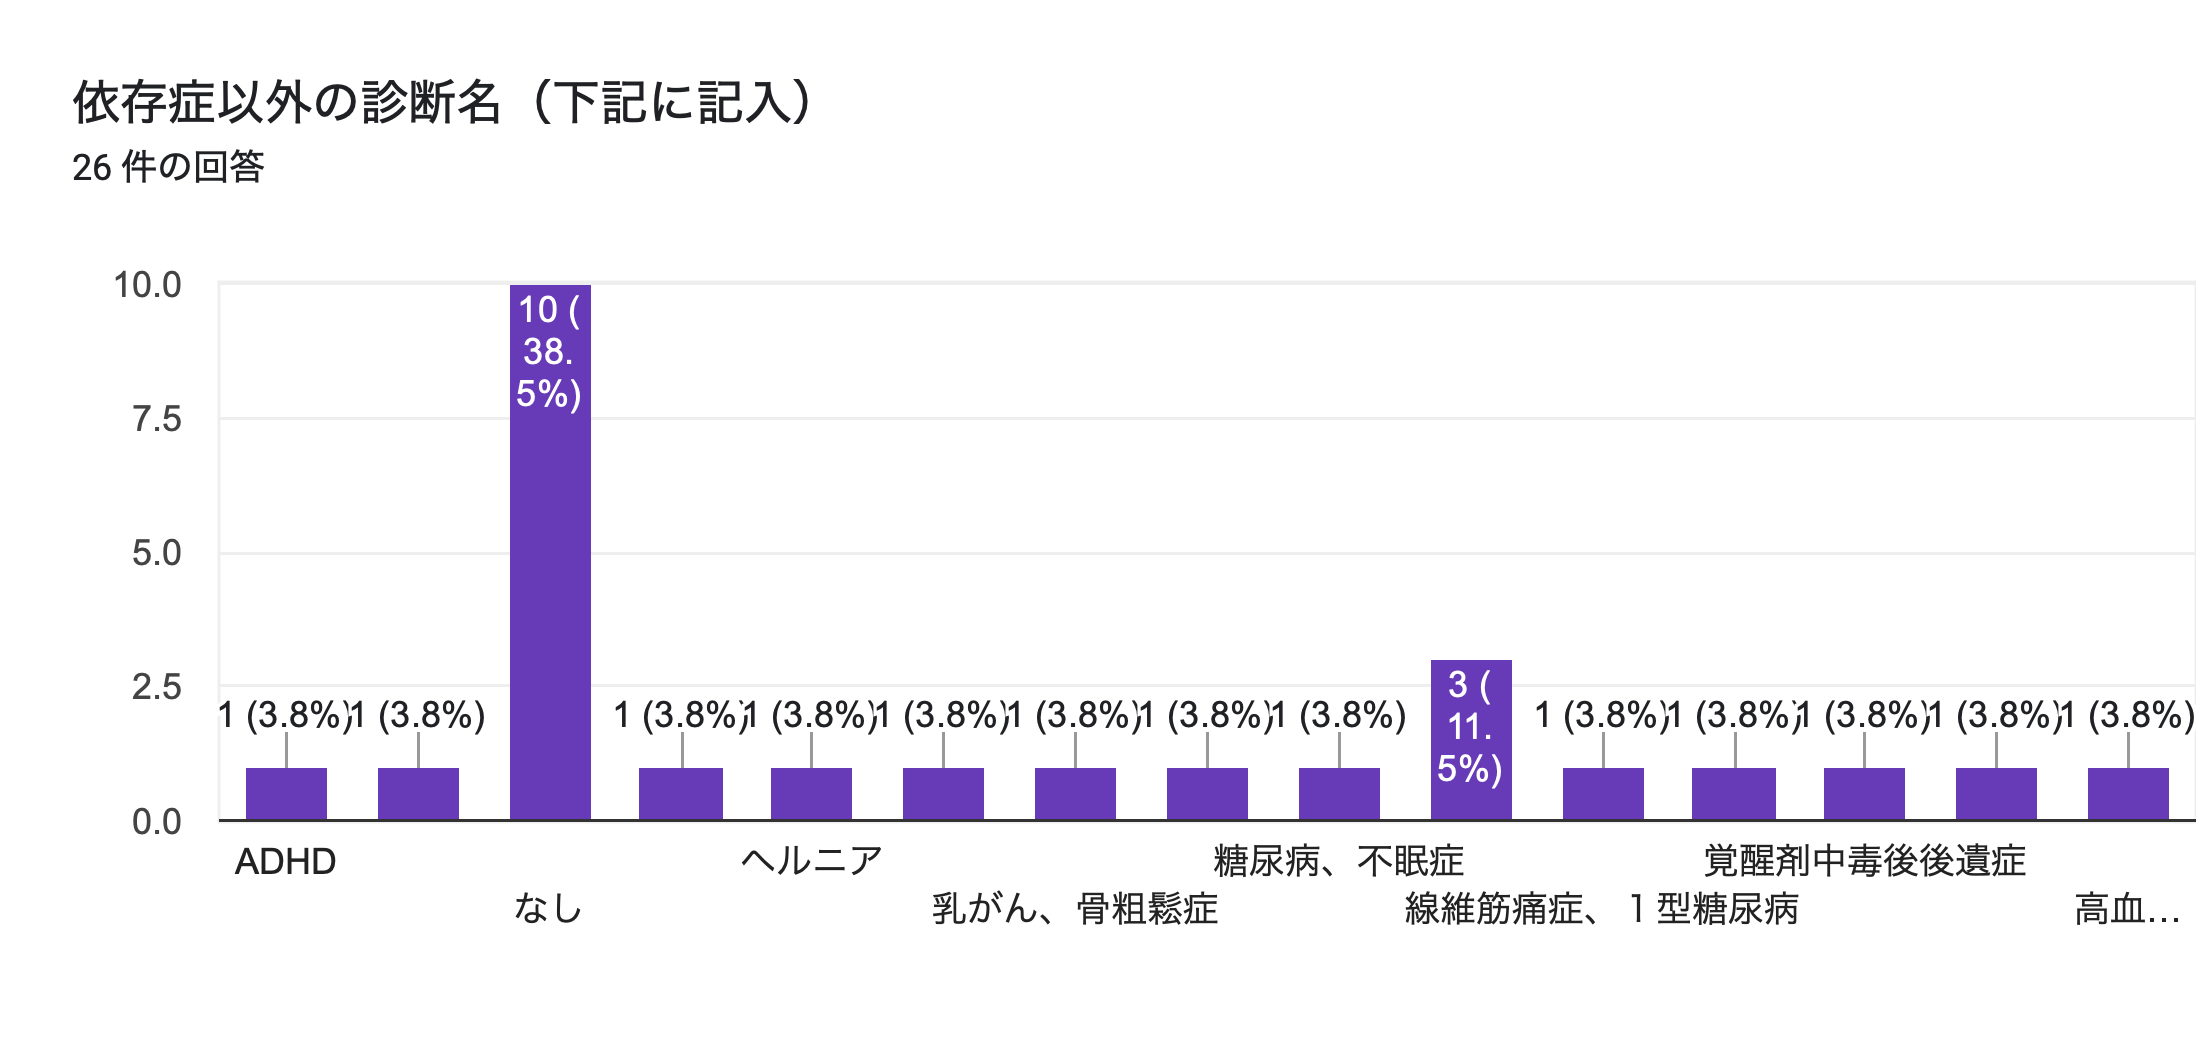 依存症以外の診断名（下記に記入）
26 件の回答
10.0
7.5
5.0
2.5
0.0
1 (3.8%)
1 (3.8%)
10 (
38.
5%)
1 (3.8%)
1 (3.8%)
1 (3.8%)
1 (3.8%)
1 (3.8%)
1 (3.8%)
3 (
11.
5%)
1 (3.8%)
1 (3.8%)
1 (3.8%)
1 (3.8%)
1 (3.8%)
ADHD
なし
ヘルニア
乳がん、骨粗鬆症
糖尿病、不眠症
線維筋痛症、１型糖尿病
覚醒剤中毒後後遺症
高血…